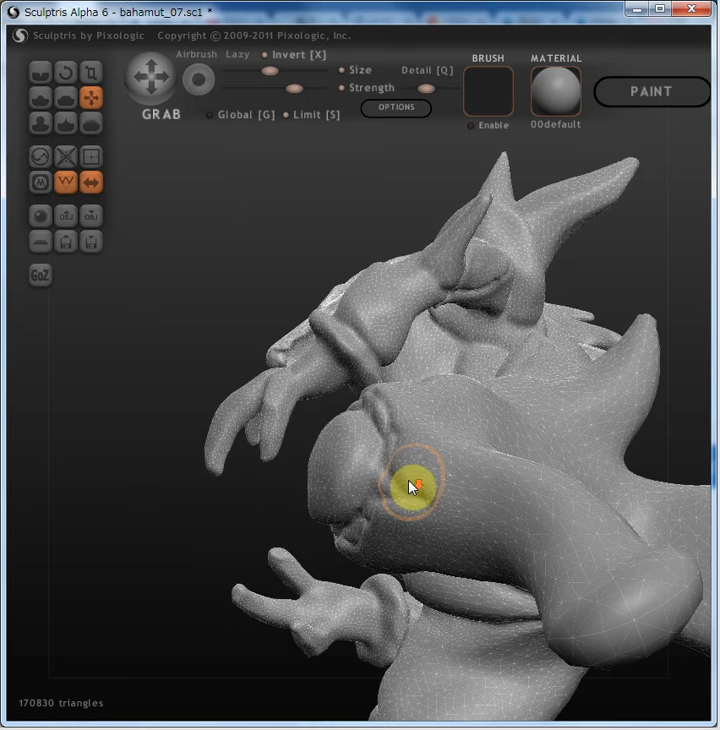 Sculptris Alpha 6 - bahamut_07.sc1 *
Sculptris by Pixologic Copyright © 2009-2011 Pixologic, Inc.
Airbrush Lazy Invert [X]
BRUSH MATERIAL
Size Detail [Q]
Strength
PAINT
OPTIONS
GRAB Global [G] Limit [S]
Enable 00default
M
OBJ OBJ
GoZ
170830 triangles